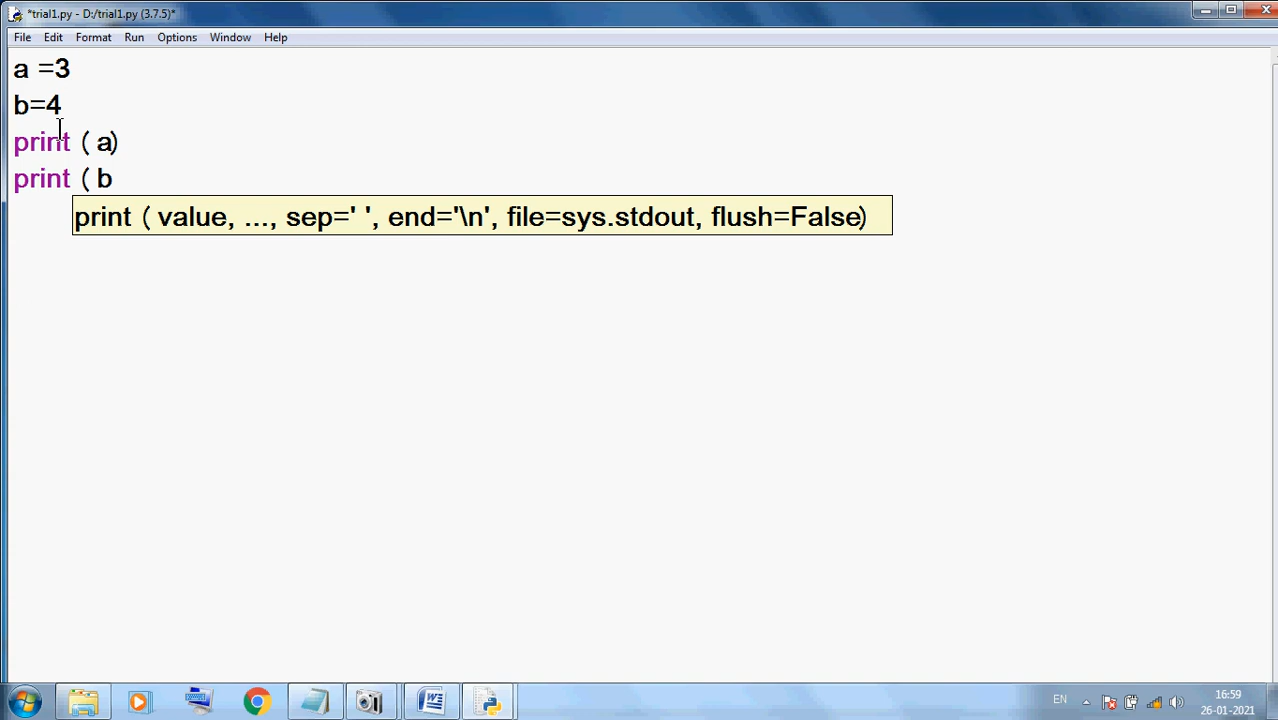 *trial1.py - D:/trial1.py (3.7.5)*
File Edit Format Run Options Window Help
a =3
b=4
print ( a)
print ( b
print ( value, ..., sep=' ', end='\n', file=sys.stdout, flush=False)
EN
16:59
26-01-2021